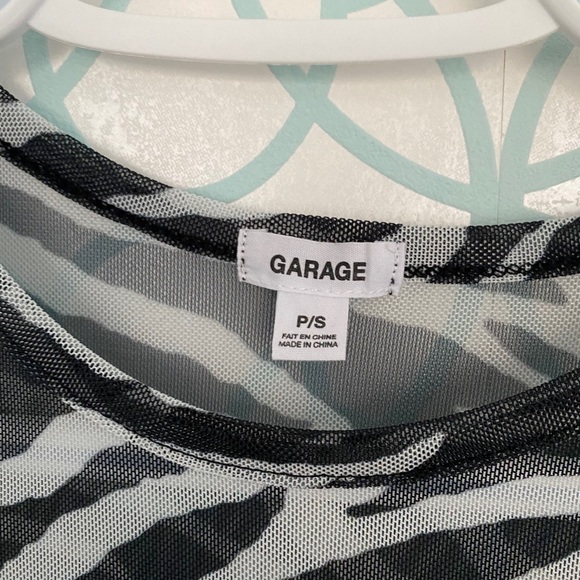 GARAGE
P/S
FAIT EN CHINE
MADE IN CHINA